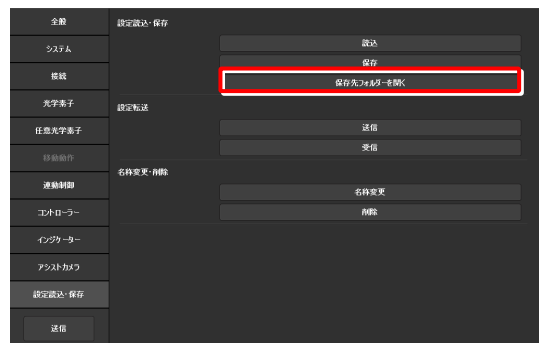 全般
システム
接続
光学素子
任意光学素子
移動動作
連動制御
コントローラー
インジケーター
アシストカメラ
設定読込・保存
送信
設定読込・保存
読込
保存
保存先フォルダーを開く
設定転送
送信
受信
名称変更・削除
名称変更
削除